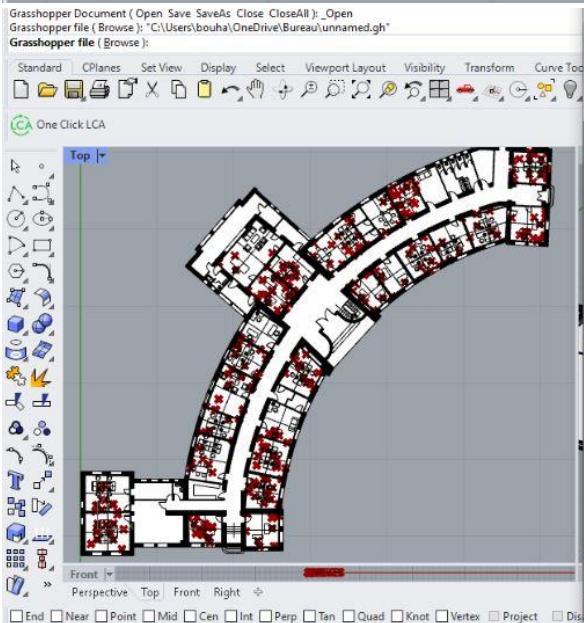 Grasshopper Document ( Open Save SaveAs Close CloseAll ): _Open
Grasshopper file ( Browse ): "C:\Users\bouha\OneDrive\Bureau\unnamed.gh"
Grasshopper file ( Browse ):
Standard CPlanes Set View Display Select Viewport Layout Visibility Transform Curve Too
LCA One Click LCA
Top
Front
Perspective Top Front Right
End Near Point Mid Cen Int Perp Tan Quad Knot Vertex Project Dis